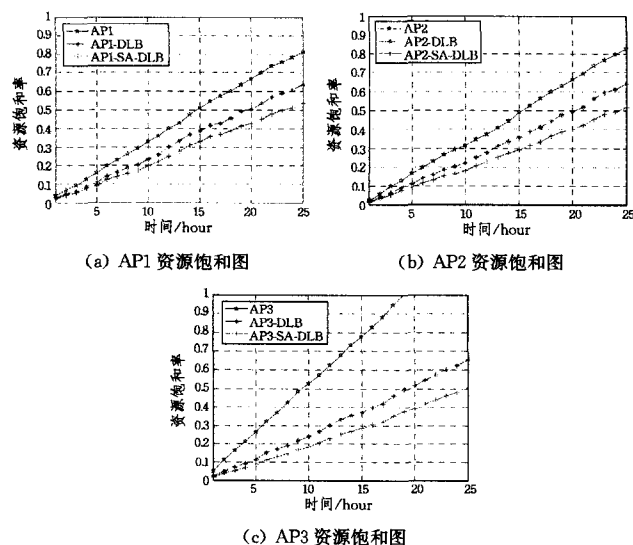 1
0.9
0.8
0.7
0.6
0.5
0.4
0.3
0.2
0.1
0
资源饱和率
AP1
AP1-DLB
AP1-SA-DLB
5 10 15 20 25
时间/hour
(a) AP1 资源饱和图
1
0.9
0.8
0.7
0.6
0.5
0.4
0.3
0.2
0.1
0
资源饱和率
AP2
AP2-DLB
AP2-SA-DLB
5 10 15 20 25
时间/hour
(b) AP2 资源饱和图
1
0.9
0.8
0.7
0.6
0.5
0.4
0.3
0.2
0.1
0
资源饱和率
AP3
AP3-DLB
AP3-SA-DLB
5 10 15 20 25
时间/hour
(c) AP3 资源饱和图